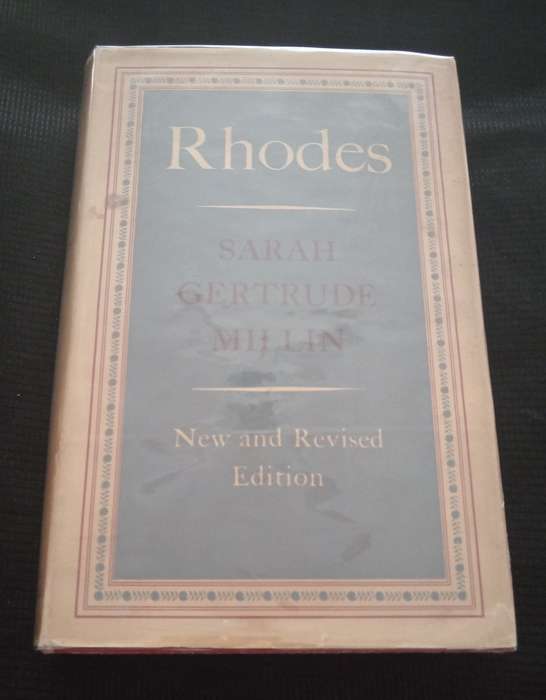 Rhodes
SARAH
GERTRUDE
MILLIN
New and Revised
Edition